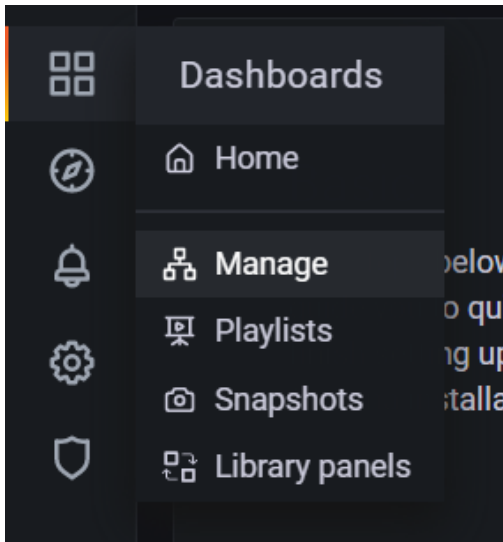 Dashboards
Home
Manage
Playlists
Snapshots
Library panels